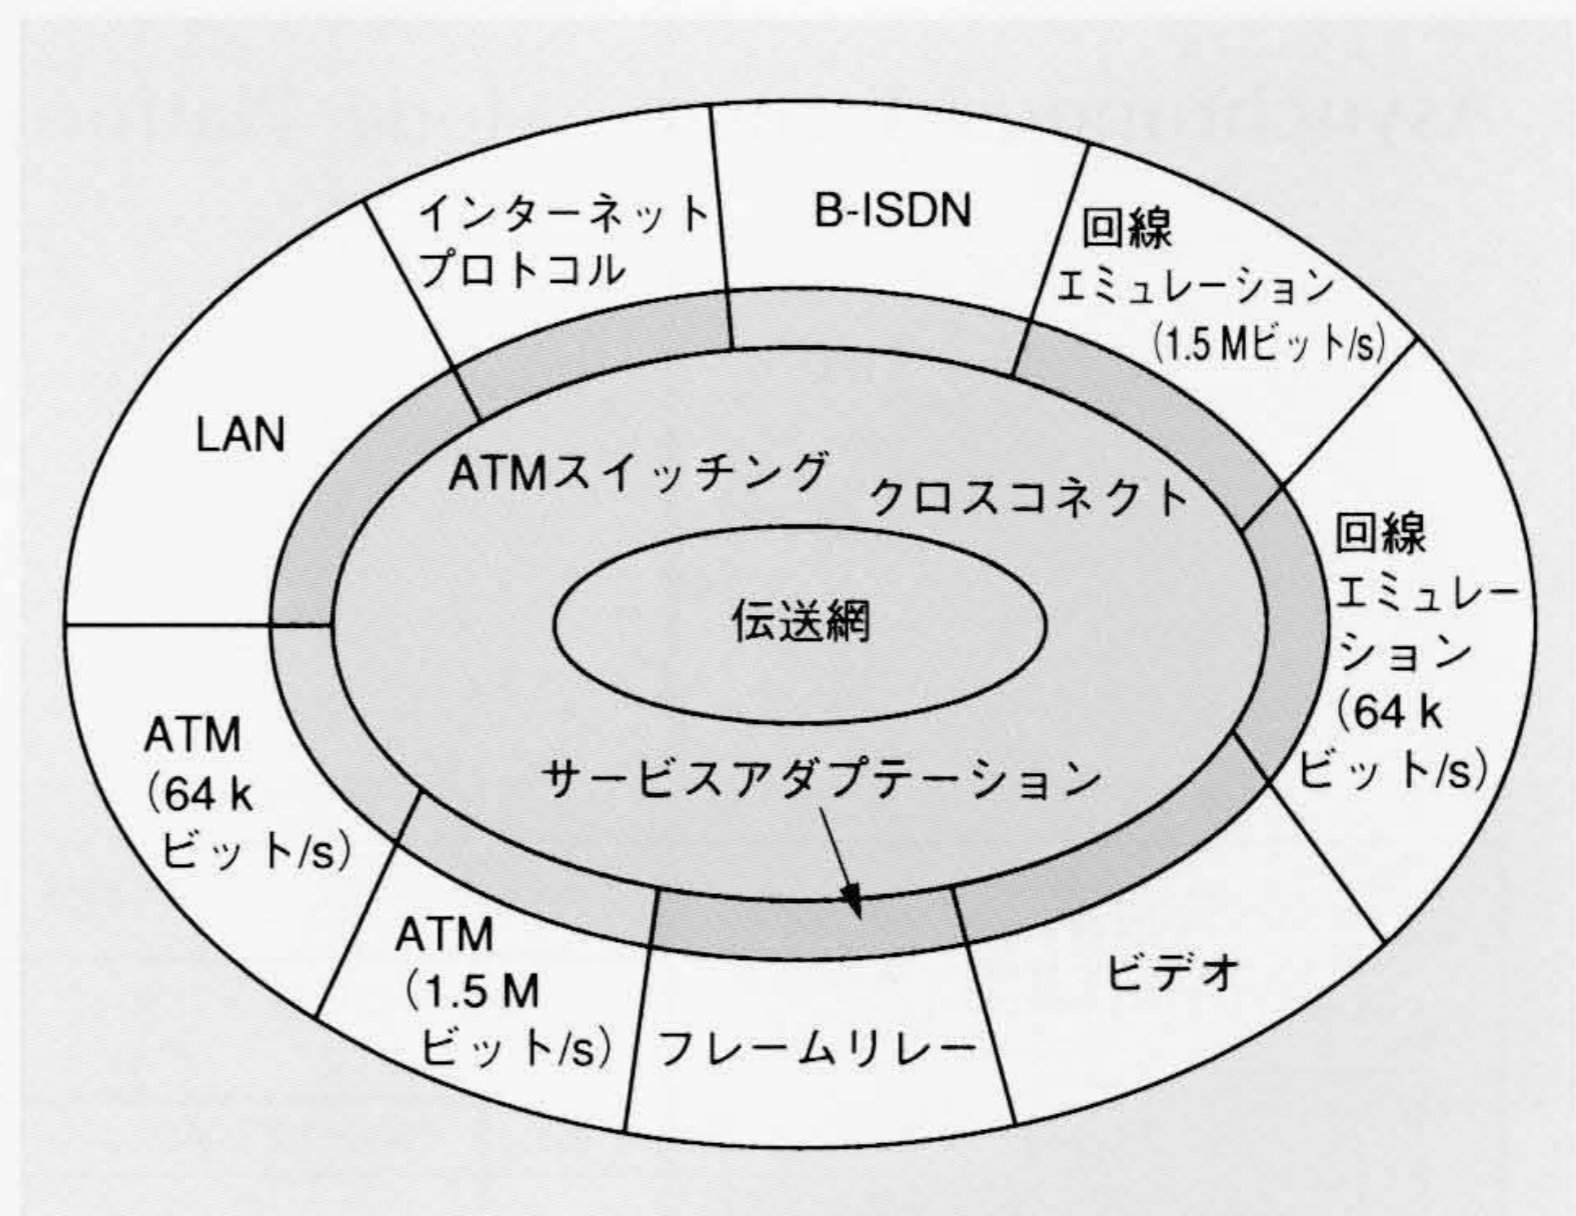 インターネット
プロトコル
B-ISDN
回線
エミュレーション
(1.5 Mビット/s)
LAN
ATMスイッチング
クロスコネクト
回線
エミュレー
ション
(64 k
ビット/s)
伝送網
サービスアダプテーション
ATM
(64 k
ビット/s)
ATM
(1.5 M
ビット/s)
フレームリレー
ビデオ